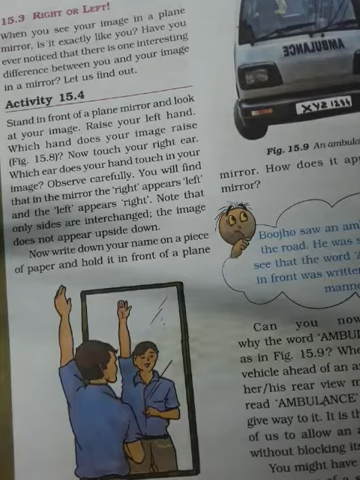 15.3 RIGHT OR LEFT!
When you see your image in a plane
mirror, is it exactly like you? Have you
ever noticed that there is one interesting
difference between you and your image
in a mirror? Let us find out.
Activity 15.4
Stand in front of a plane mirror and look
at your image. Raise your left hand.
Which hand does your image raise
(Fig. 15.8)? Now touch your right ear.
Which ear does your hand touch in your
image? Observe carefully. You will find
that in the mirror the 'right' appears 'left'
and the 'left' appears 'right'. Note that
only sides are interchanged; the image
does not appear upside down.
Now write down your name on a piece
of paper and hold it in front of a plane
AMBULANCE
Fig. 15.9 An
mirror. How does it
mirror?
Boojho saw an
the road. He was
see that the word
in front was written
Can you now
why the word 'AMBUL
as in Fig. 15.9?
vehicle ahead of an
her/his rear view
read 'AMBULANCE'
give way to it. It is
of us to allow an
without blocking
You might have